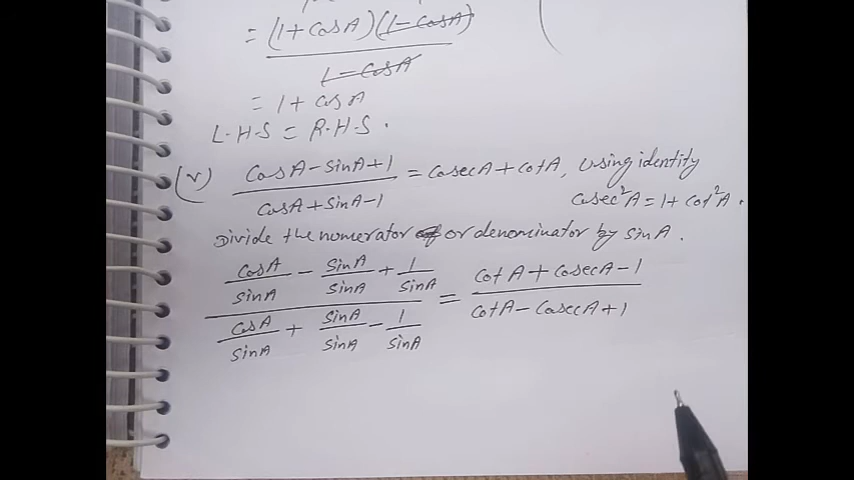 = (1+cosA)(1-cosA)
1-cosA
= 1+cosA
L.H.S = R.H.S.
(v) cosA-sinA+1 / cosA+sinA-1 = cosecA+cotA, using identity
cosec²A=1+cot²A.
Divide the numerator or denominator by sinA.
cosA/sinA - sinA/sinA + 1/sinA = cotA+cosecA-1
cosA/sinA + sinA/sinA - 1/sinA cotA-cosecA+1